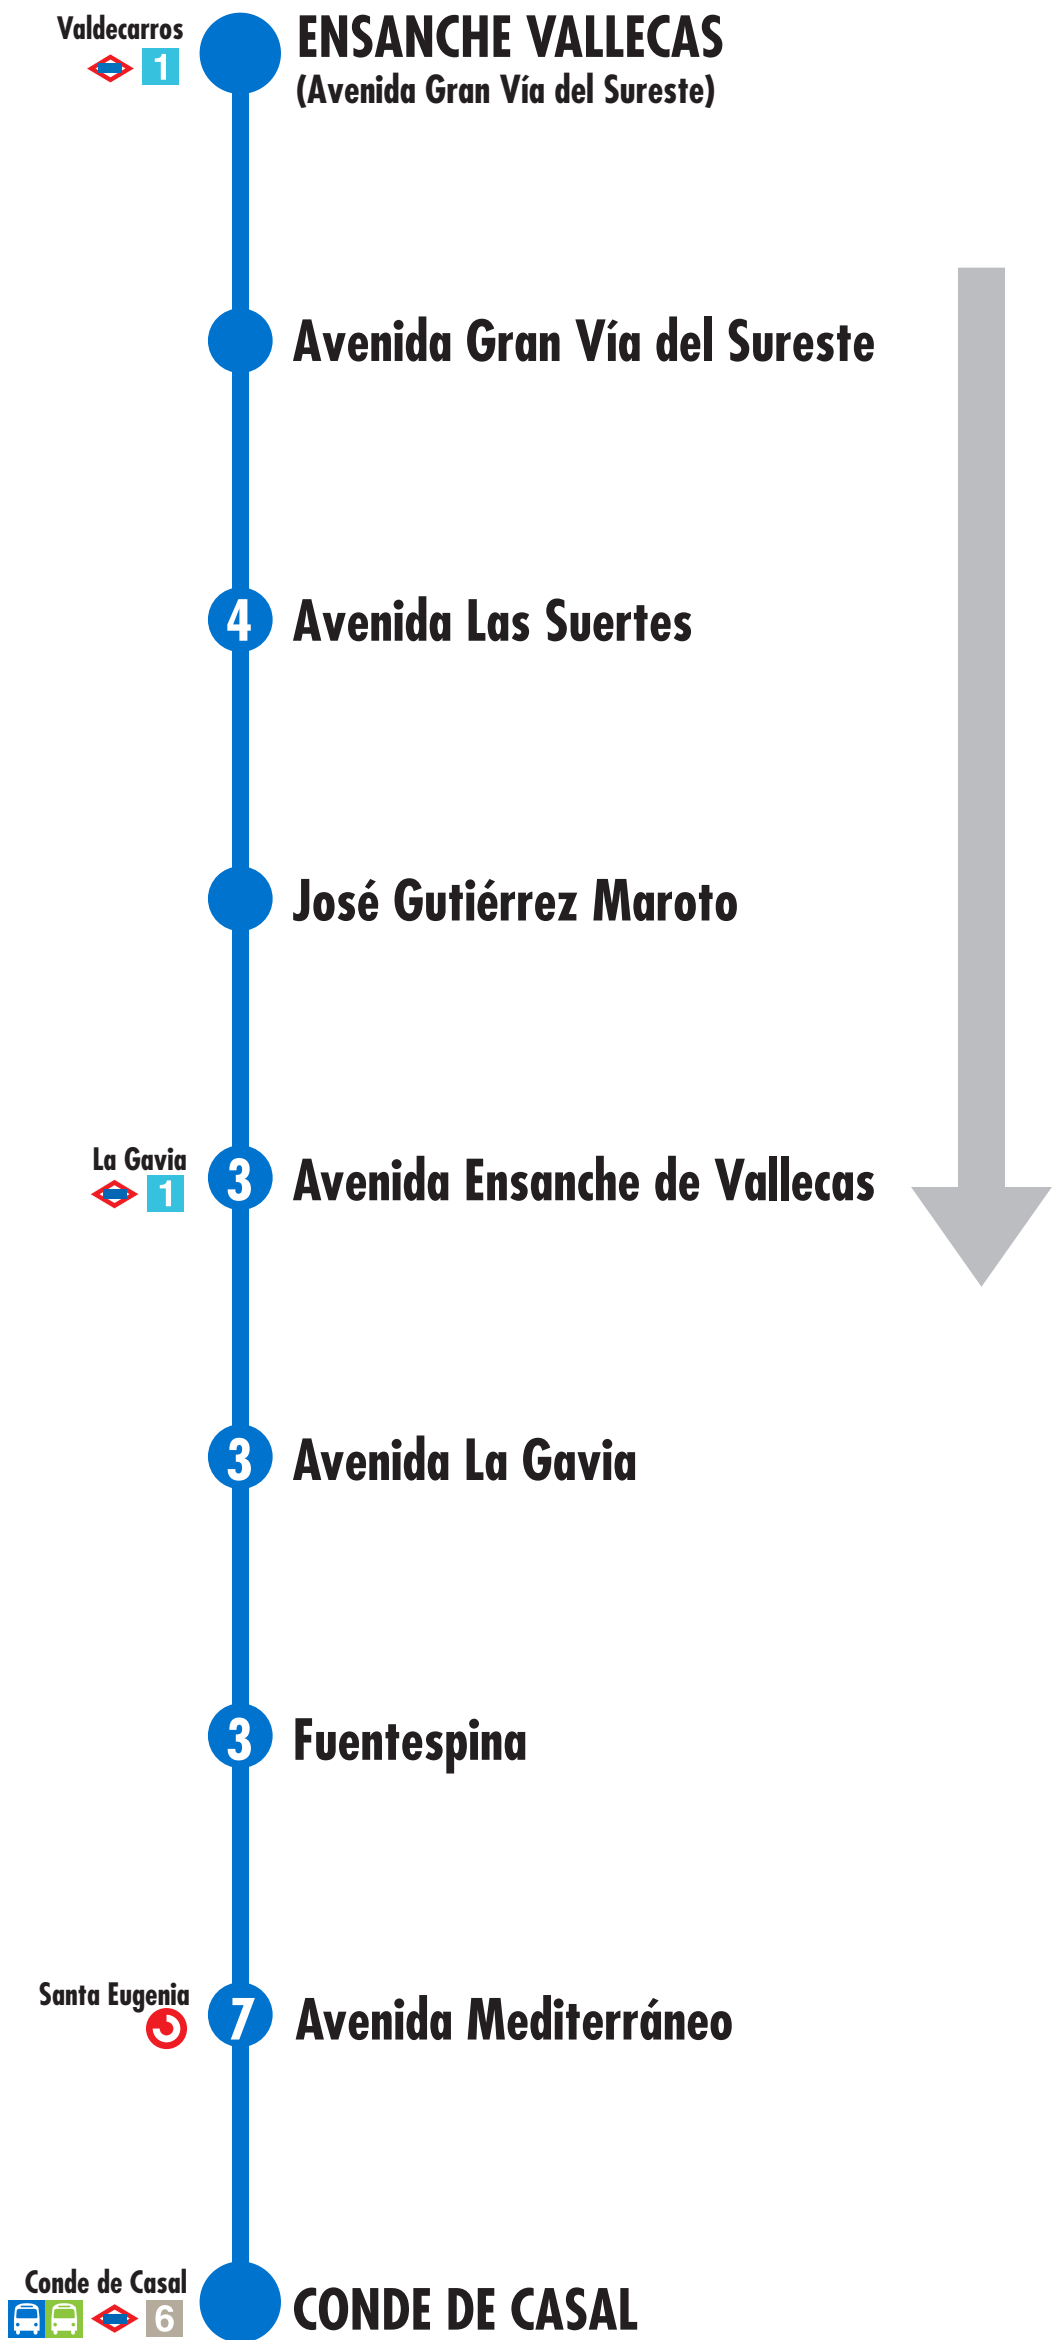 Valdecarros
1
ENSANCHE VALLECAS
(Avenida Gran Vía del Sureste)
Avenida Gran Vía del Sureste
4 Avenida Las Suertes
José Gutiérrez Maroto
La Gavia
1
3 Avenida Ensanche de Vallecas
3 Avenida La Gavia
3 Fuentespina
Santa Eugenia
7 Avenida Mediterráneo
Conde de Casal
6
CONDE DE CASAL